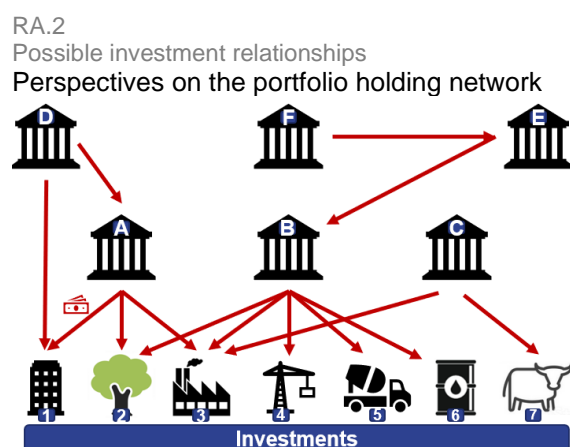 RA.2
Possible investment relationships
Perspectives on the portfolio holding network
D F E
A B C
1 2 3 4 5 6 7
Investments